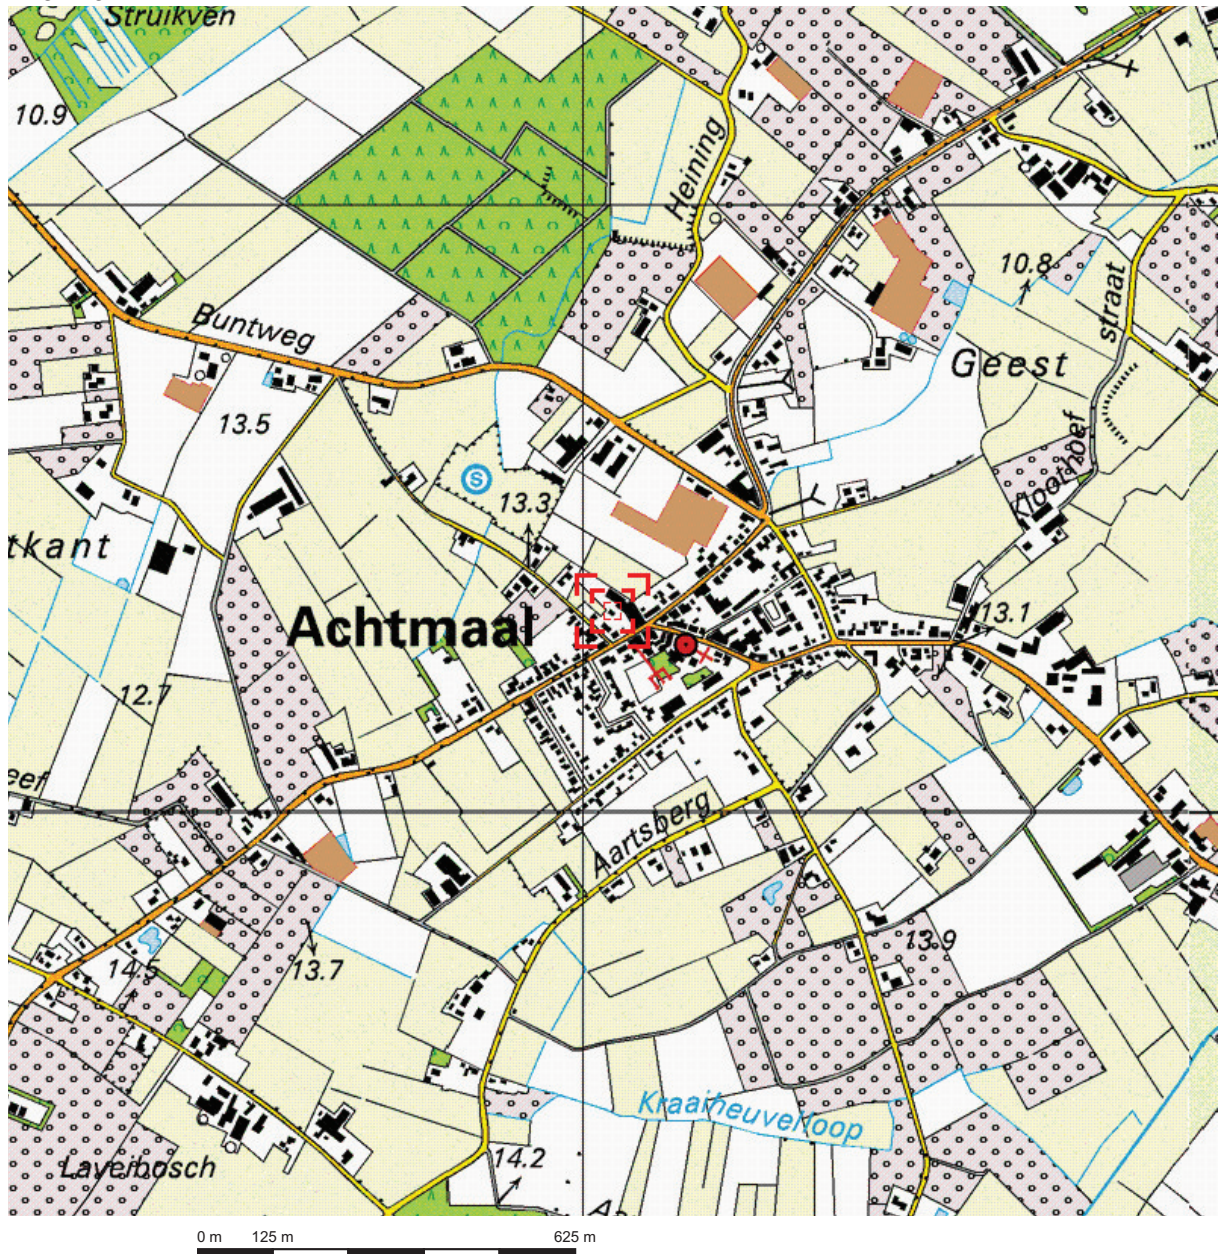 Struikven
10.9
Heining
10.8
straat
Buntweg
Geest
13.5
Kloothoef
S
13.3
tkant
Achtmaal
13.1
12.7
eef
Aartsberg
13.9
14.5
13.7
Kraaiheuvelloop
Laveibosch
14.2
0 m 125 m 625 m